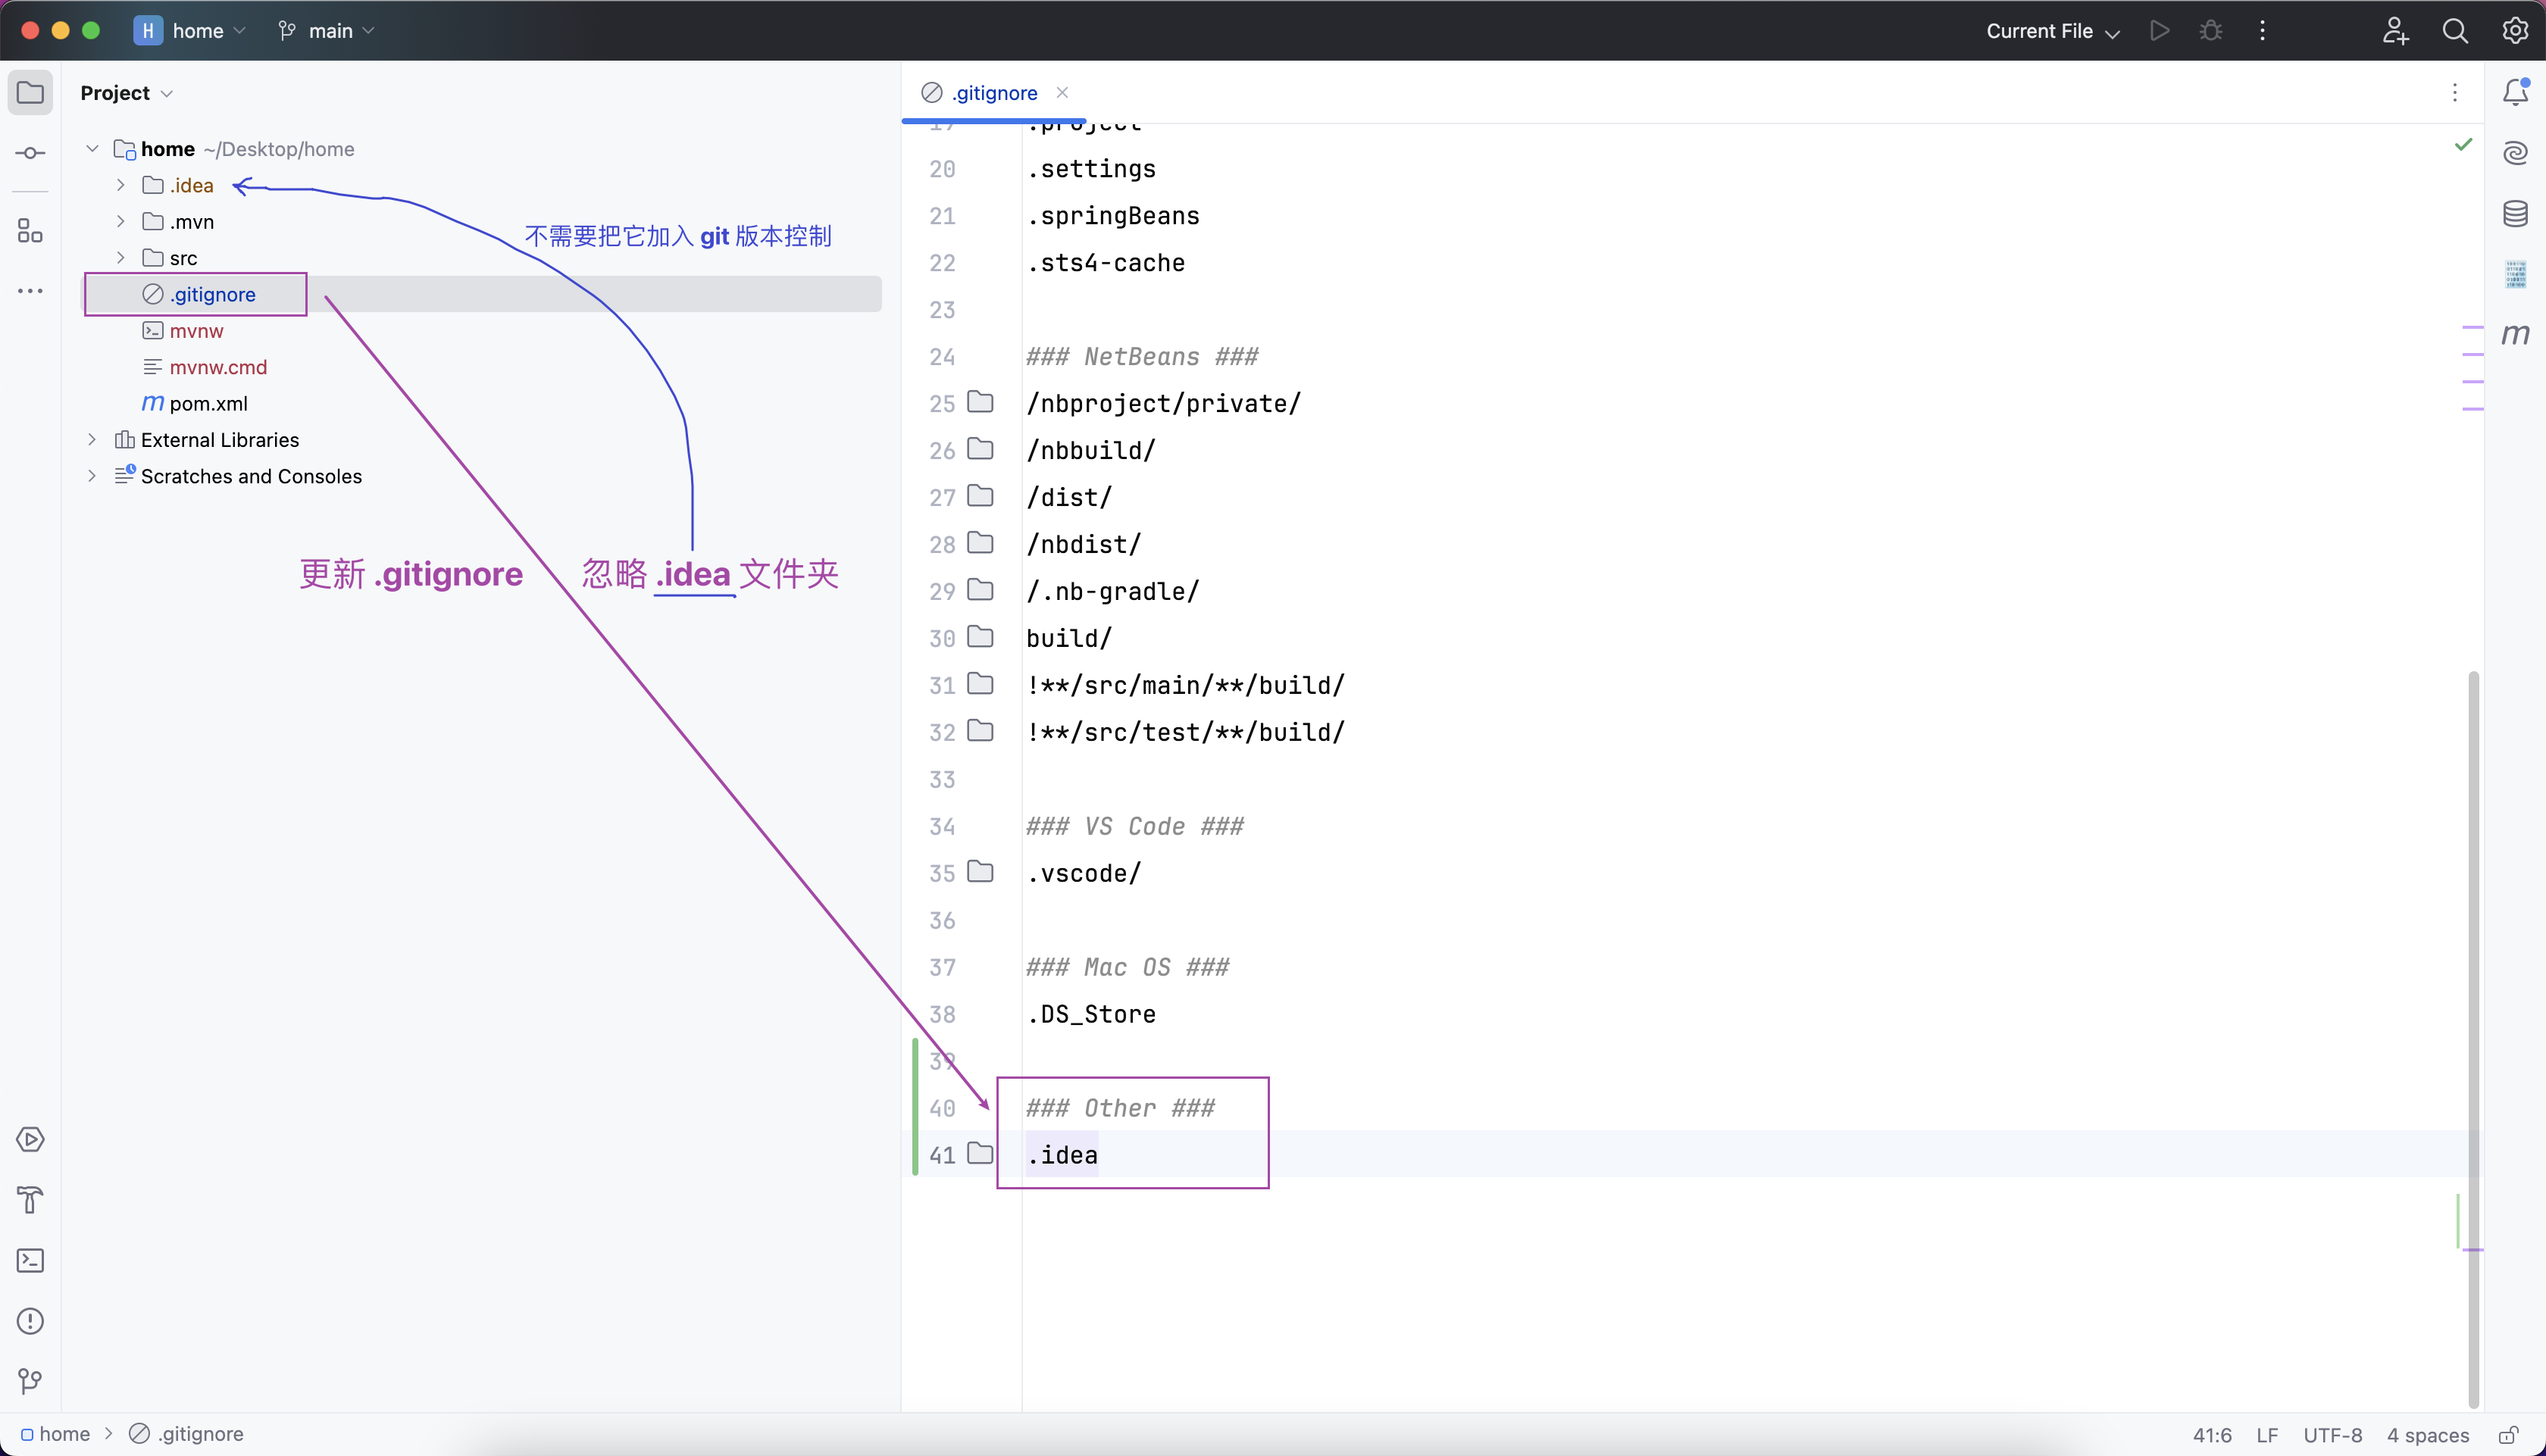 H home main Current File
Project
.gitignore
home ~/Desktop/home
.idea
.mvn
不需要把它加入 git 版本控制
src
.gitignore
mvnw
mvnw.cmd
m pom.xml
External Libraries
Scratches and Consoles
更新 .gitignore 忽略 .idea 文件夹
19 .project
20 .settings
21 .springBeans
22 .sts4-cache
23
24 ### NetBeans ###
25 /nbproject/private/
26 /nbbuild/
27 /dist/
28 /nbdist/
29 /.nb-gradle/
30 build/
31 !**/src/main/**/build/
32 !**/src/test/**/build/
33
34 ### VS Code ###
35 .vscode/
36
37 ### Mac OS ###
38 .DS_Store
39
40 ### Other ###
41 .idea
m
home > .gitignore
41:6 LF UTF-8 4 spaces